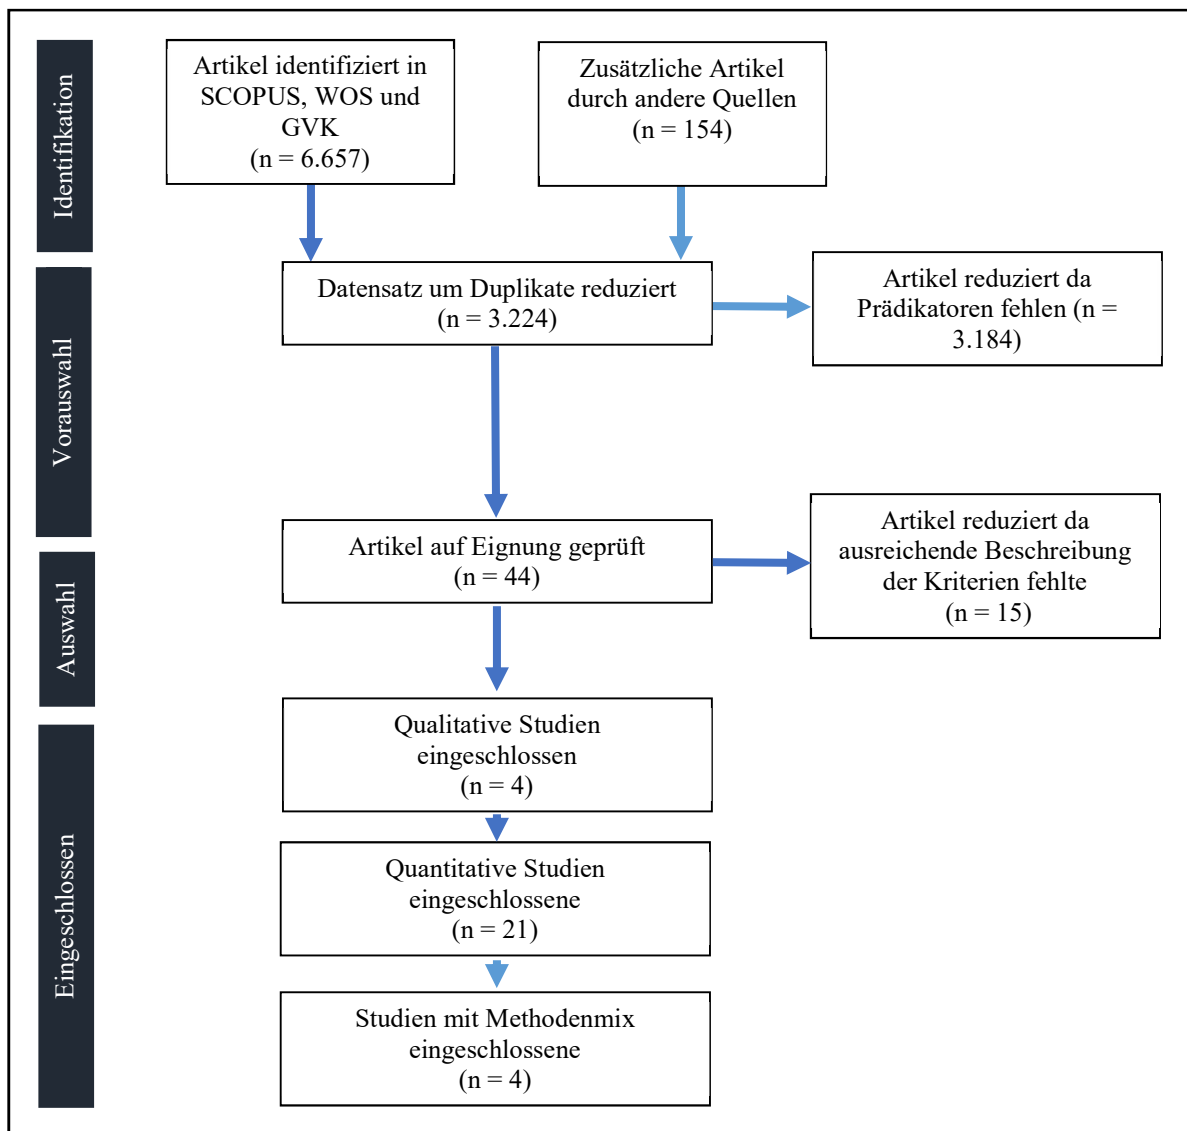 Identifikation
Artikel identifiziert in
SCOPUS, WOS und
GVK
(n = 6.657)
Zusätzliche Artikel
durch andere Quellen
(n = 154)
Vorauswahl
Datensatz um Duplikate reduziert
(n = 3.224)
Artikel reduziert da
Prädikatoren fehlen (n =
3.184)
Artikel auf Eignung geprüft
(n = 44)
Artikel reduziert da
ausreichende Beschreibung
der Kriterien fehlte
(n = 15)
Auswahl
Eingeschlossen
Qualitative Studien
eingeschlossen
(n = 4)
Quantitative Studien
eingeschlossene
(n = 21)
Studien mit Methodenmix
eingeschlossene
(n = 4)